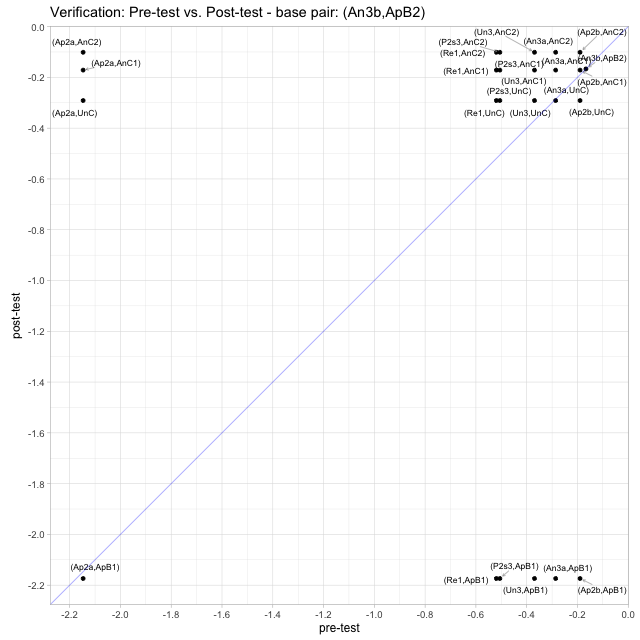 Verification: Pre-test vs. Post-test - base pair: (An3b,ApB2)
0.0
(Un3,AnC2)
(Ap2b,AnC2)
(Ap2a,AnC2)
(P2s3,AnC2)
(An3a,AnC2)
(Re1,AnC2)
(An3b,ApB2)
(Ap2a,AnC1)
(P2s3,AnC1)
(An3a,AnC1)
(Re1,AnC1)
-0.2
(Un3,AnC1)
(Ap2b,AnC1)
(P2s3,UnC)
(An3a,UnC)
(Ap2a,UnC)
(Re1,UnC)
(Un3,UnC)
(Ap2b,UnC)
-0.4
-0.6
-0.8
-1.0
post-test
-1.2
-1.4
-1.6
-1.8
-2.0
(Ap2a,ApB1)
(P2s3,ApB1)
(An3a,ApB1)
(Re1,ApB1)
-2.2
(Un3,ApB1)
(Ap2b,ApB1)
-2.2 -2.0 -1.8 -1.6 -1.4 -1.2 -1.0 -0.8 -0.6 -0.4 -0.2 0.0
pre-test